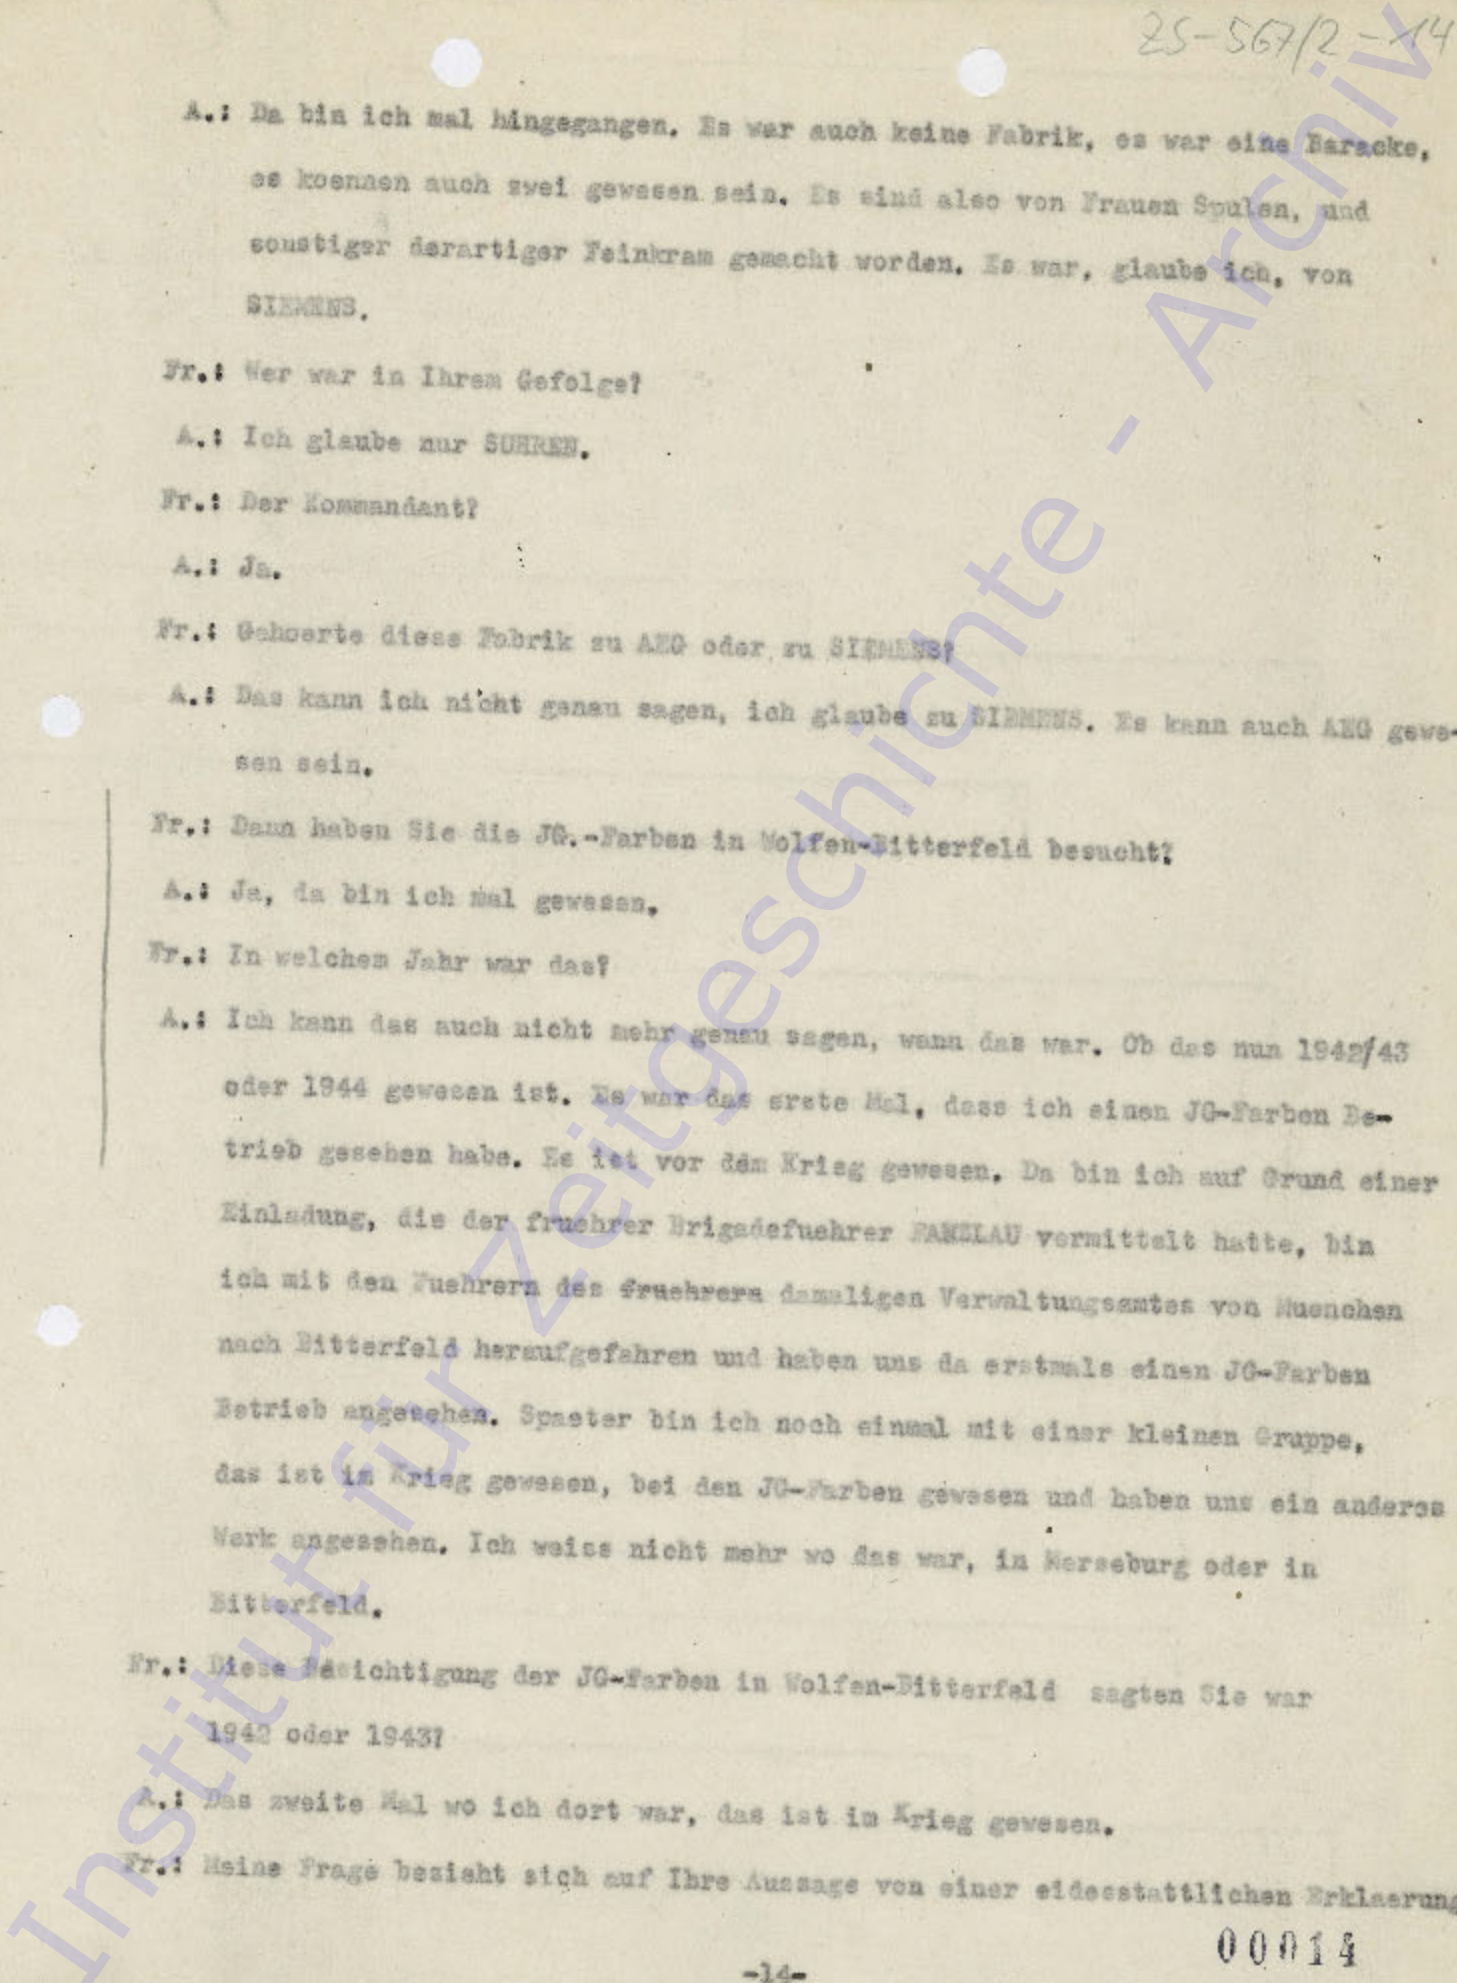 ZS-567/2-14
A.: Da bin ich mal hingegangen. Es war auch keine Fabrik, es war eine Baracke,
es koennen auch zwei gewesen sein. Es sind also von Frauen Spulen, und
sonstiger derartiger Feinkram gemacht worden. Es war, glaube ich, von
SIEMENS.
Fr.: Wer war in Ihrem Gefolge?
A.: Ich glaube nur SUHREN.
Fr.: Der Kommandant?
A.: Ja.
Fr.: Gehoerte diese Fabrik zu AEG oder zu SIEMENS?
A.: Das kann ich nicht genau sagen, ich glaube zu SIEMENS. Es kann auch AEG gewe-
sen sein.
Fr.: Dann haben Sie die JG.-Farben in Wolfen-Bitterfeld besucht?
A.: Ja, da bin ich mal gewesen.
Fr.: In welchem Jahr war das?
A.: Ich kann das auch nicht mehr genau sagen, wann das war. Ob das nun 1942/43
oder 1944 gewesen ist. Es war das erste Mal, dass ich einen JG-Farben Be-
trieb gesehen habe. Es ist vor dem Krieg gewesen. Da bin ich auf Grund einer
Einladung, die der fruehrer Brigadefuehrer FANSLAU vermittelt hatte, bin
ich mit den Fuehrern des fruehrern damaligen Verwaltungsamtes von Muenchen
nach Bitterfeld heraufgefahren und haben uns da erstmals einen JG-Farben
Betrieb angesehen. Spaeter bin ich noch einmal mit einer kleinen Gruppe,
das ist im Krieg gewesen, bei den JG-Farben gewesen und haben uns ein anderes
Werk angesehen. Ich weiss nicht mehr wo das war, in Merseburg oder in
Bitterfeld.
Fr.: Diese Besichtigung der JG-Farben in Wolfen-Bitterfeld sagten Sie war
1942 oder 1943?
A.: Das zweite Mal wo ich dort war, das ist im Krieg gewesen.
Fr.: Meine Frage bezieht sich auf Ihre Aussage von einer eidesstattlichen Erklaerung
00014
-14-
Institut für Zeitgeschichte - Archiv